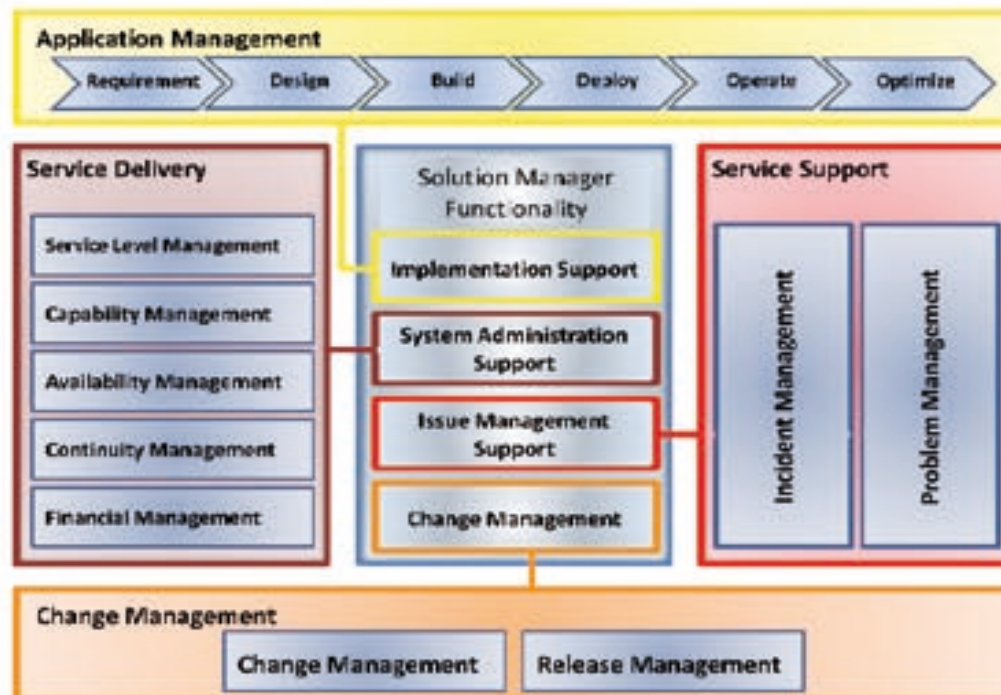 Application Management
Requirement
Design
Build
Deploy
Operate
Optimize
Service Delivery
Service Level Management
Capability Management
Availability Management
Continuity Management
Financial Management
Solution Manager
Functionality
Implementation Support
System Administration
Support
Issue Management
Support
Change Management
Service Support
Incident Management
Problem Management
Change Management
Change Management
Release Management